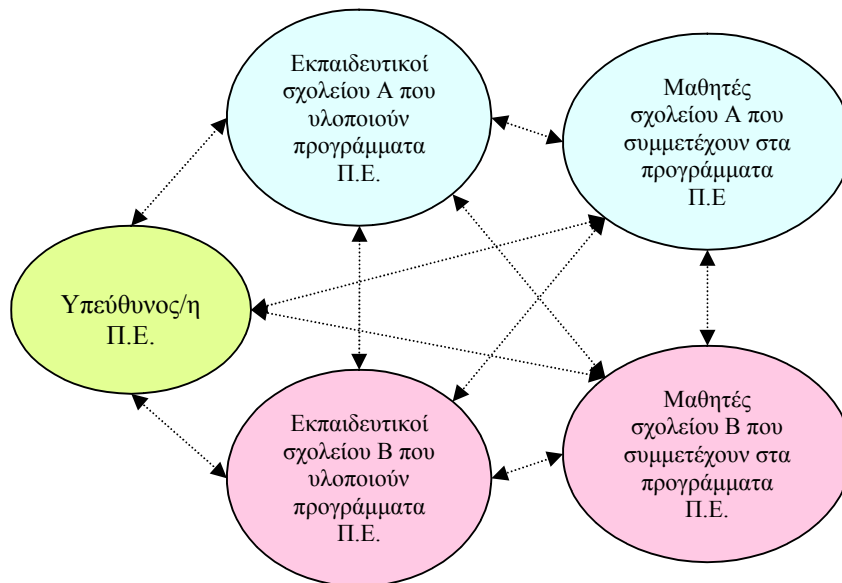 Εκπαιδευτικοί
σχολείου Α που
υλοποιούν
προγράμματα
Π.Ε.
Μαθητές
σχολείου Α που
συμμετέχουν στα
προγράμματα
Π.Ε
Υπεύθυνος/η
Π.Ε.
Εκπαιδευτικοί
σχολείου Β που
υλοποιούν
προγράμματα
Π.Ε.
Μαθητές
σχολείου Β που
συμμετέχουν στα
προγράμματα
Π.Ε.